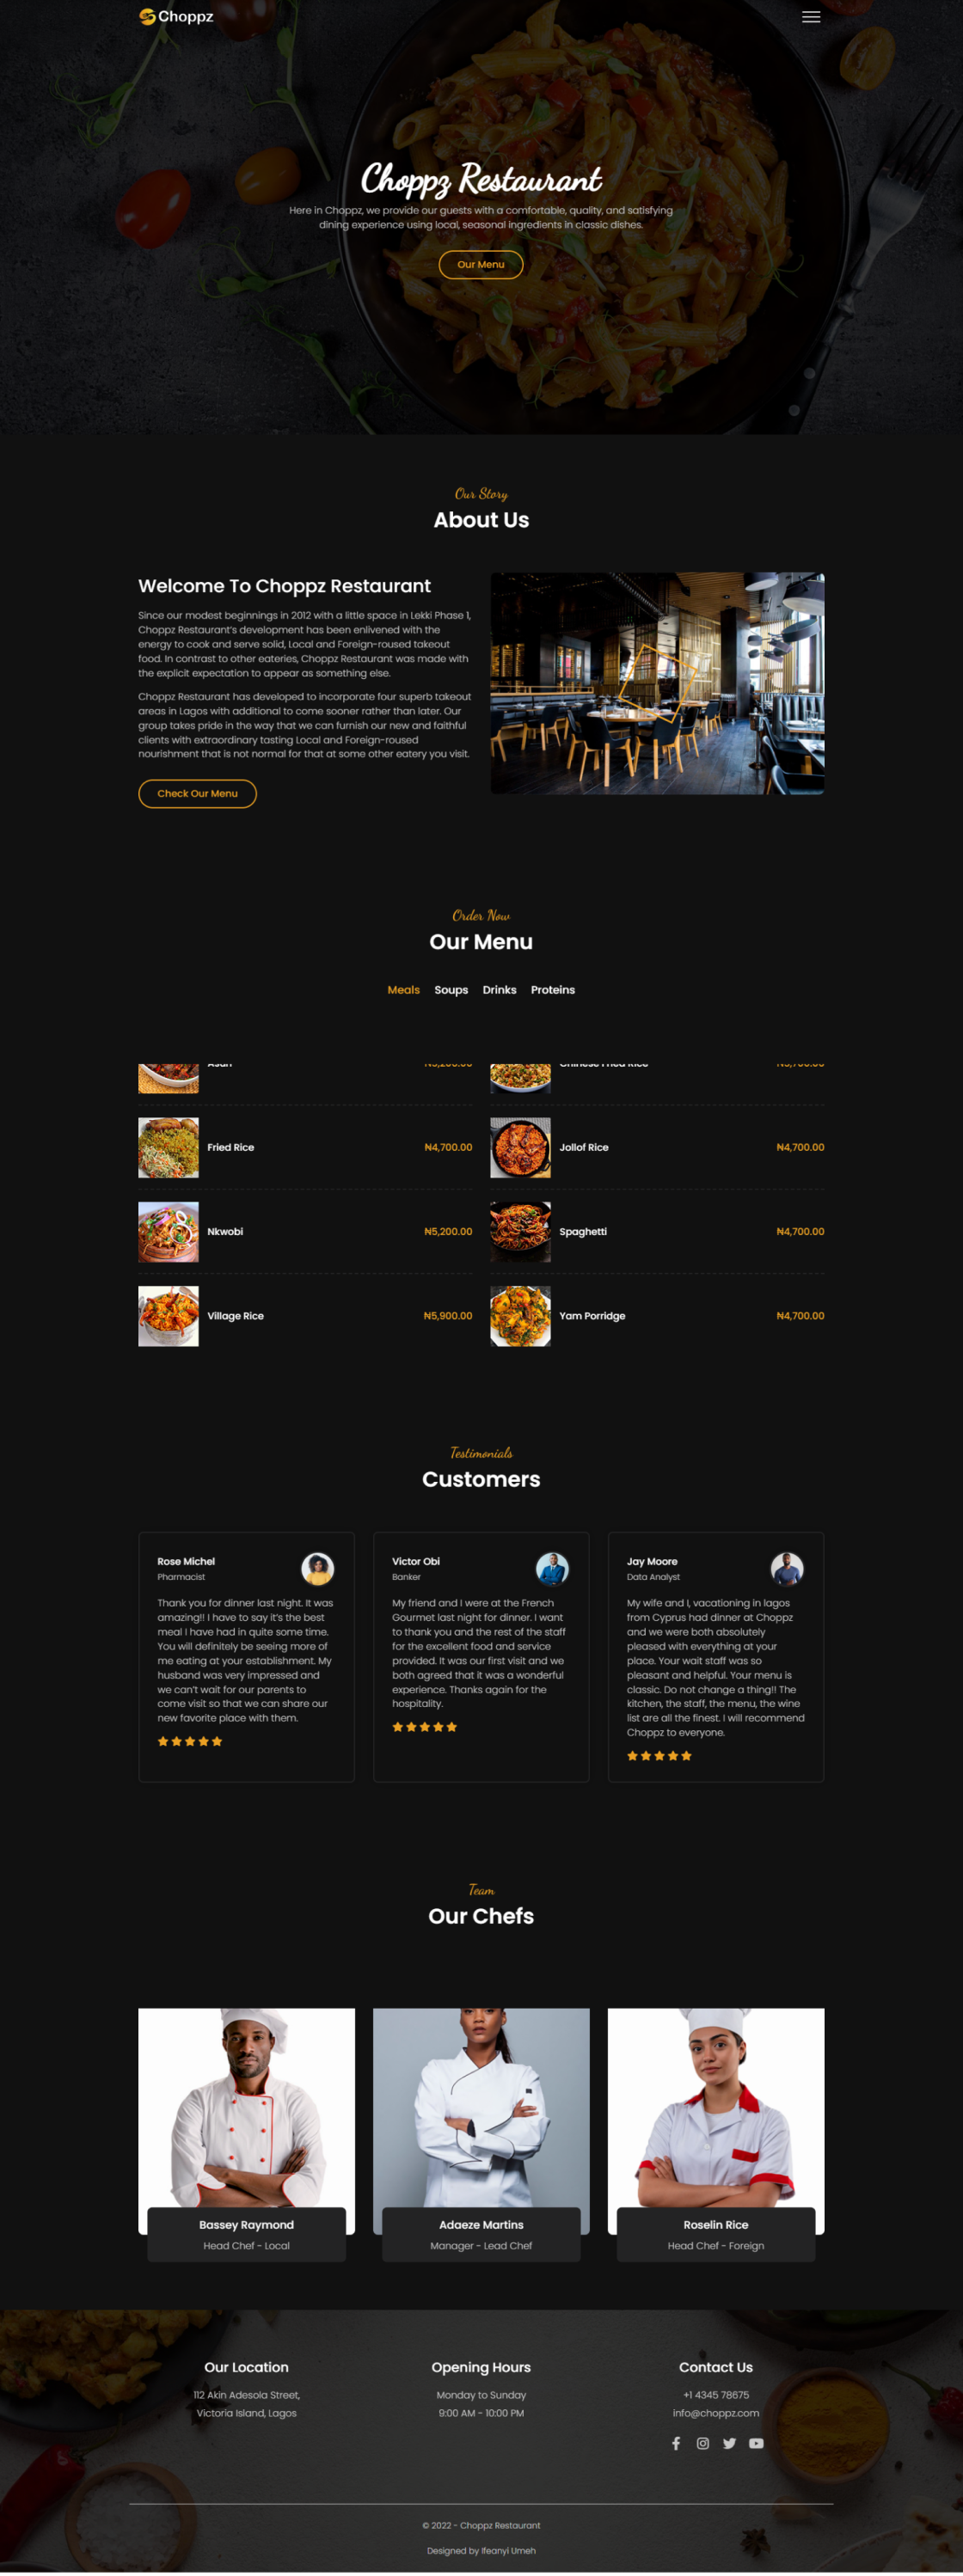 Choppz
Choppz Restaurant
Here in Choppz, we provide our guests with a comfortable, quality, and satisfying
dining experience using local, seasonal ingredients in classic dishes.
Our Menu
Our Story
About Us
Welcome To Choppz Restaurant
Since our modest beginnings in 2012 with a little space in Lekki Phase 1,
Choppz Restaurant's development has been enlivened with the
energy to cook and serve solid, Local and Foreign-roused takeout
food. In contrast to other eateries, Choppz Restaurant was made with
the explicit expectation to appear as something else.
Choppz Restaurant has developed to incorporate four superb takeout
areas in Lagos with additional to come sooner rather than later. Our
group takes pride in the way that we can furnish our new and faithful
clients with extraordinary tasting Local and Foreign-roused
nourishment that is not normal for that at some other eatery you visit.
Check Our Menu
Order Now
Our Menu
Meals Soups Drinks Proteins
Fried Rice ₦4,700.00
Jollof Rice ₦4,700.00
Nkwobi ₦5,200.00
Spaghetti ₦4,700.00
Village Rice ₦5,900.00
Yam Porridge ₦4,700.00
Testimonials
Customers
Rose Michel
Pharmacist
Thank you for dinner last night. It was
amazing!! I have to say it's the best
meal I have had in quite some time.
You will definitely be seeing more of
me eating at your establishment. My
husband was very impressed and
we can't wait for our parents to
come visit so that we can share our
new favorite place with them.
Victor Obi
Banker
My friend and I were at the French
Gourmet last night for dinner. I want
to thank you and the rest of the staff
for the excellent food and service
provided. It was our first visit and we
both agreed that it was a wonderful
experience. Thanks again for the
hospitality.
Jay Moore
Data Analyst
My wife and I, vacationing in lagos
from Cyprus had dinner at Choppz
and we were both absolutely
pleased with everything at your
place. Your wait staff was so
pleasant and helpful. Your menu is
classic. Do not change a thing!! The
kitchen, the staff, the menu, the wine
list are all the finest. I will recommend
Choppz to everyone.
Team
Our Chefs
Bassey Raymond
Head Chef - Local
Adaeze Martins
Manager - Lead Chef
Roselin Rice
Head Chef - Foreign
Our Location
112 Akin Adesola Street,
Victoria Island, Lagos
Opening Hours
Monday to Sunday
9:00 AM - 10:00 PM
Contact Us
+1 4345 78675
info@choppz.com
© 2022 - Choppz Restaurant
Designed by Ifeanyi Umeh